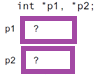 int *p1, *p2;
p1 ?
p2 ?